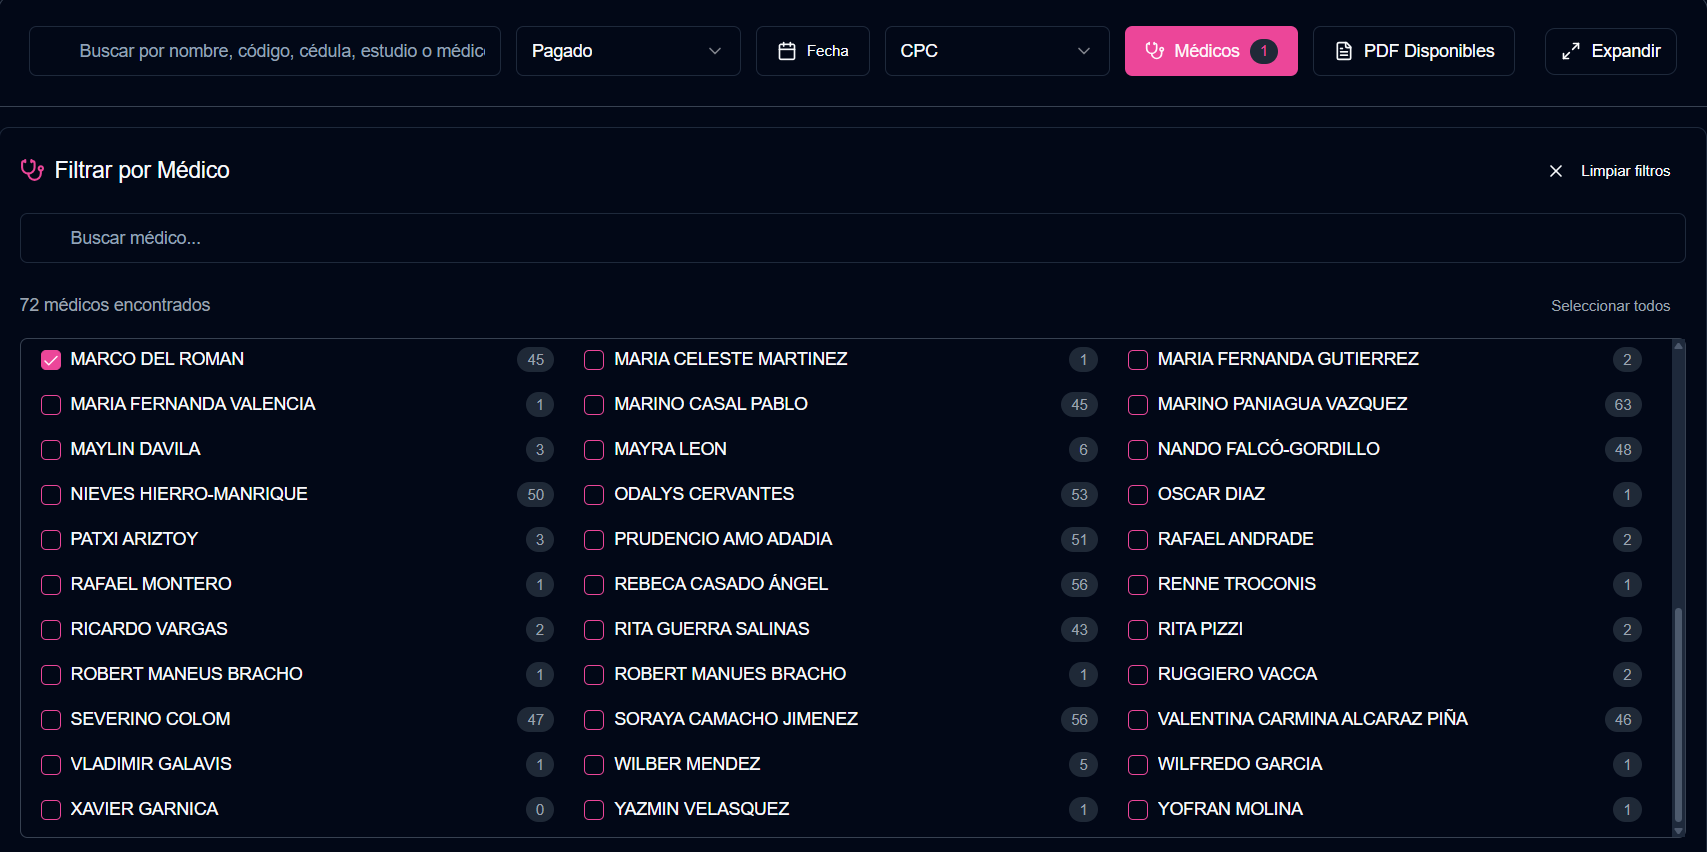 Buscar por nombre, código, cédula, estudio o médic
Pagado
Fecha
CPC
Médicos 1
PDF Disponibles
Expandir
Filtrar por Médico
Limpiar filtros
Buscar médico...
72 médicos encontrados
Seleccionar todos
MARCO DEL ROMAN 45 MARIA CELESTE MARTINEZ 1 MARIA FERNANDA GUTIERREZ 2
MARIA FERNANDA VALENCIA 1 MARINO CASAL PABLO 45 MARINO PANIAGUA VAZQUEZ 63
MAYLIN DAVILA 3 MAYRA LEON 6 NANDO FALCÓ-GORDILLO 48
NIEVES HIERRO-MANRIQUE 50 ODALYS CERVANTES 53 OSCAR DIAZ 1
PATXI ARIZTOY 3 PRUDENCIO AMO ADADIA 51 RAFAEL ANDRADE 2
RAFAEL MONTERO 1 REBECA CASADO ÁNGEL 56 RENNE TROCONIS 1
RICARDO VARGAS 2 RITA GUERRA SALINAS 43 RITA PIZZI 2
ROBERT MANEUS BRACHO 1 ROBERT MANUES BRACHO 1 RUGGIERO VACCA 2
SEVERINO COLOM 47 SORAYA CAMACHO JIMENEZ 56 VALENTINA CARMINA ALCARAZ PIÑA 46
VLADIMIR GALAVIS 1 WILBER MENDEZ 5 WILFREDO GARCIA 1
XAVIER GARNICA 0 YAZMIN VELASQUEZ 1 YOFRAN MOLINA 1